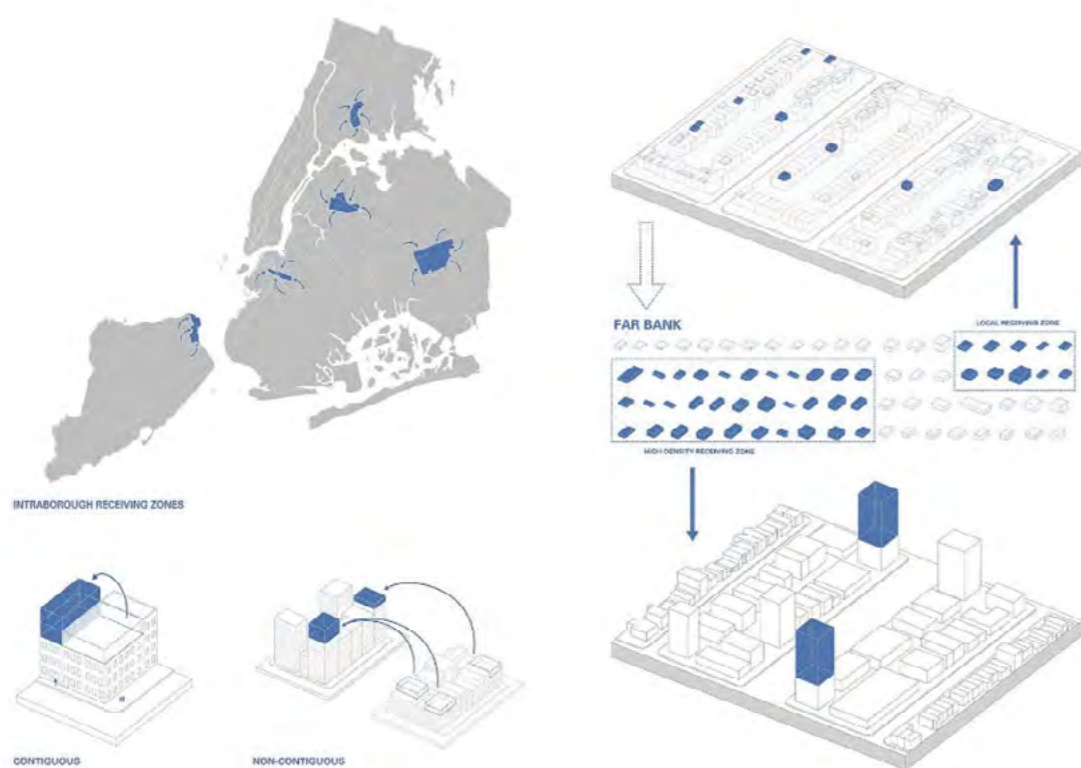 FAR BANK
LOCAL RECEIVING ZONE
HIGH DENSITY RECEIVING ZONE
INTRABOROUGH RECEIVING ZONES
CONTIGUOUS
NON-CONTIGUOUS